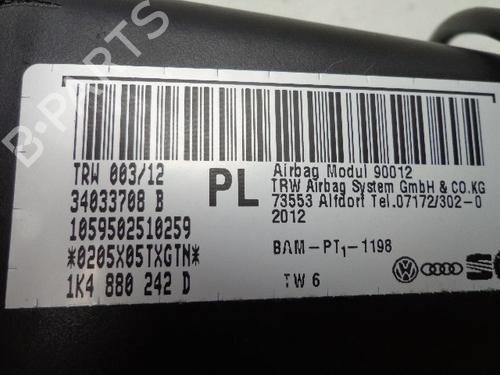 B-PARTS
TRW 003/12
34033708 B
1059502510259
*0205X05TXGTN*
1K4 880 242 D
PL
Airbag Modul 90012
TRW Airbag System GmbH & CO.KG
73553 Alfdorf Tel.07172/302-0
2012
BAM-PT1-1198
TW 6